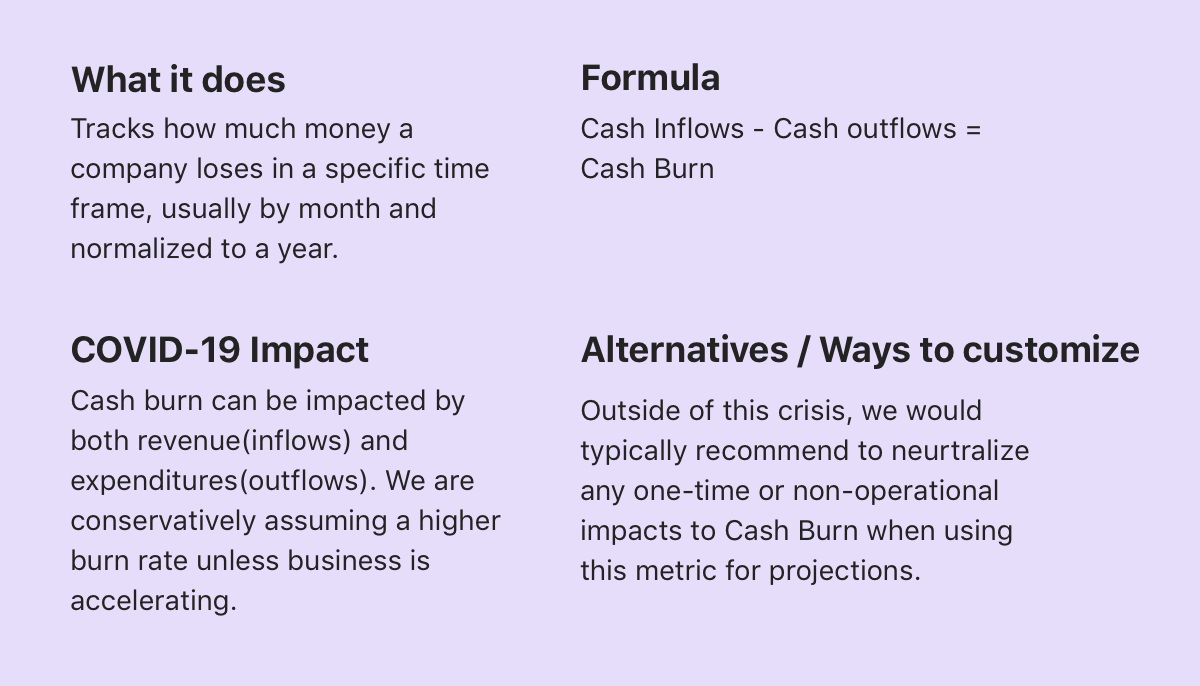 What it does
Tracks how much money a
company loses in a specific time
frame, usually by month and
normalized to a year.
Formula
Cash Inflows - Cash outflows =
Cash Burn
COVID-19 Impact
Cash burn can be impacted by
both revenue(inflows) and
expenditures(outflows). We are
conservatively assuming a higher
burn rate unless business is
accelerating.
Alternatives / Ways to customize
Outside of this crisis, we would
typically recommend to neurtralize
any one-time or non-operational
impacts to Cash Burn when using
this metric for projections.